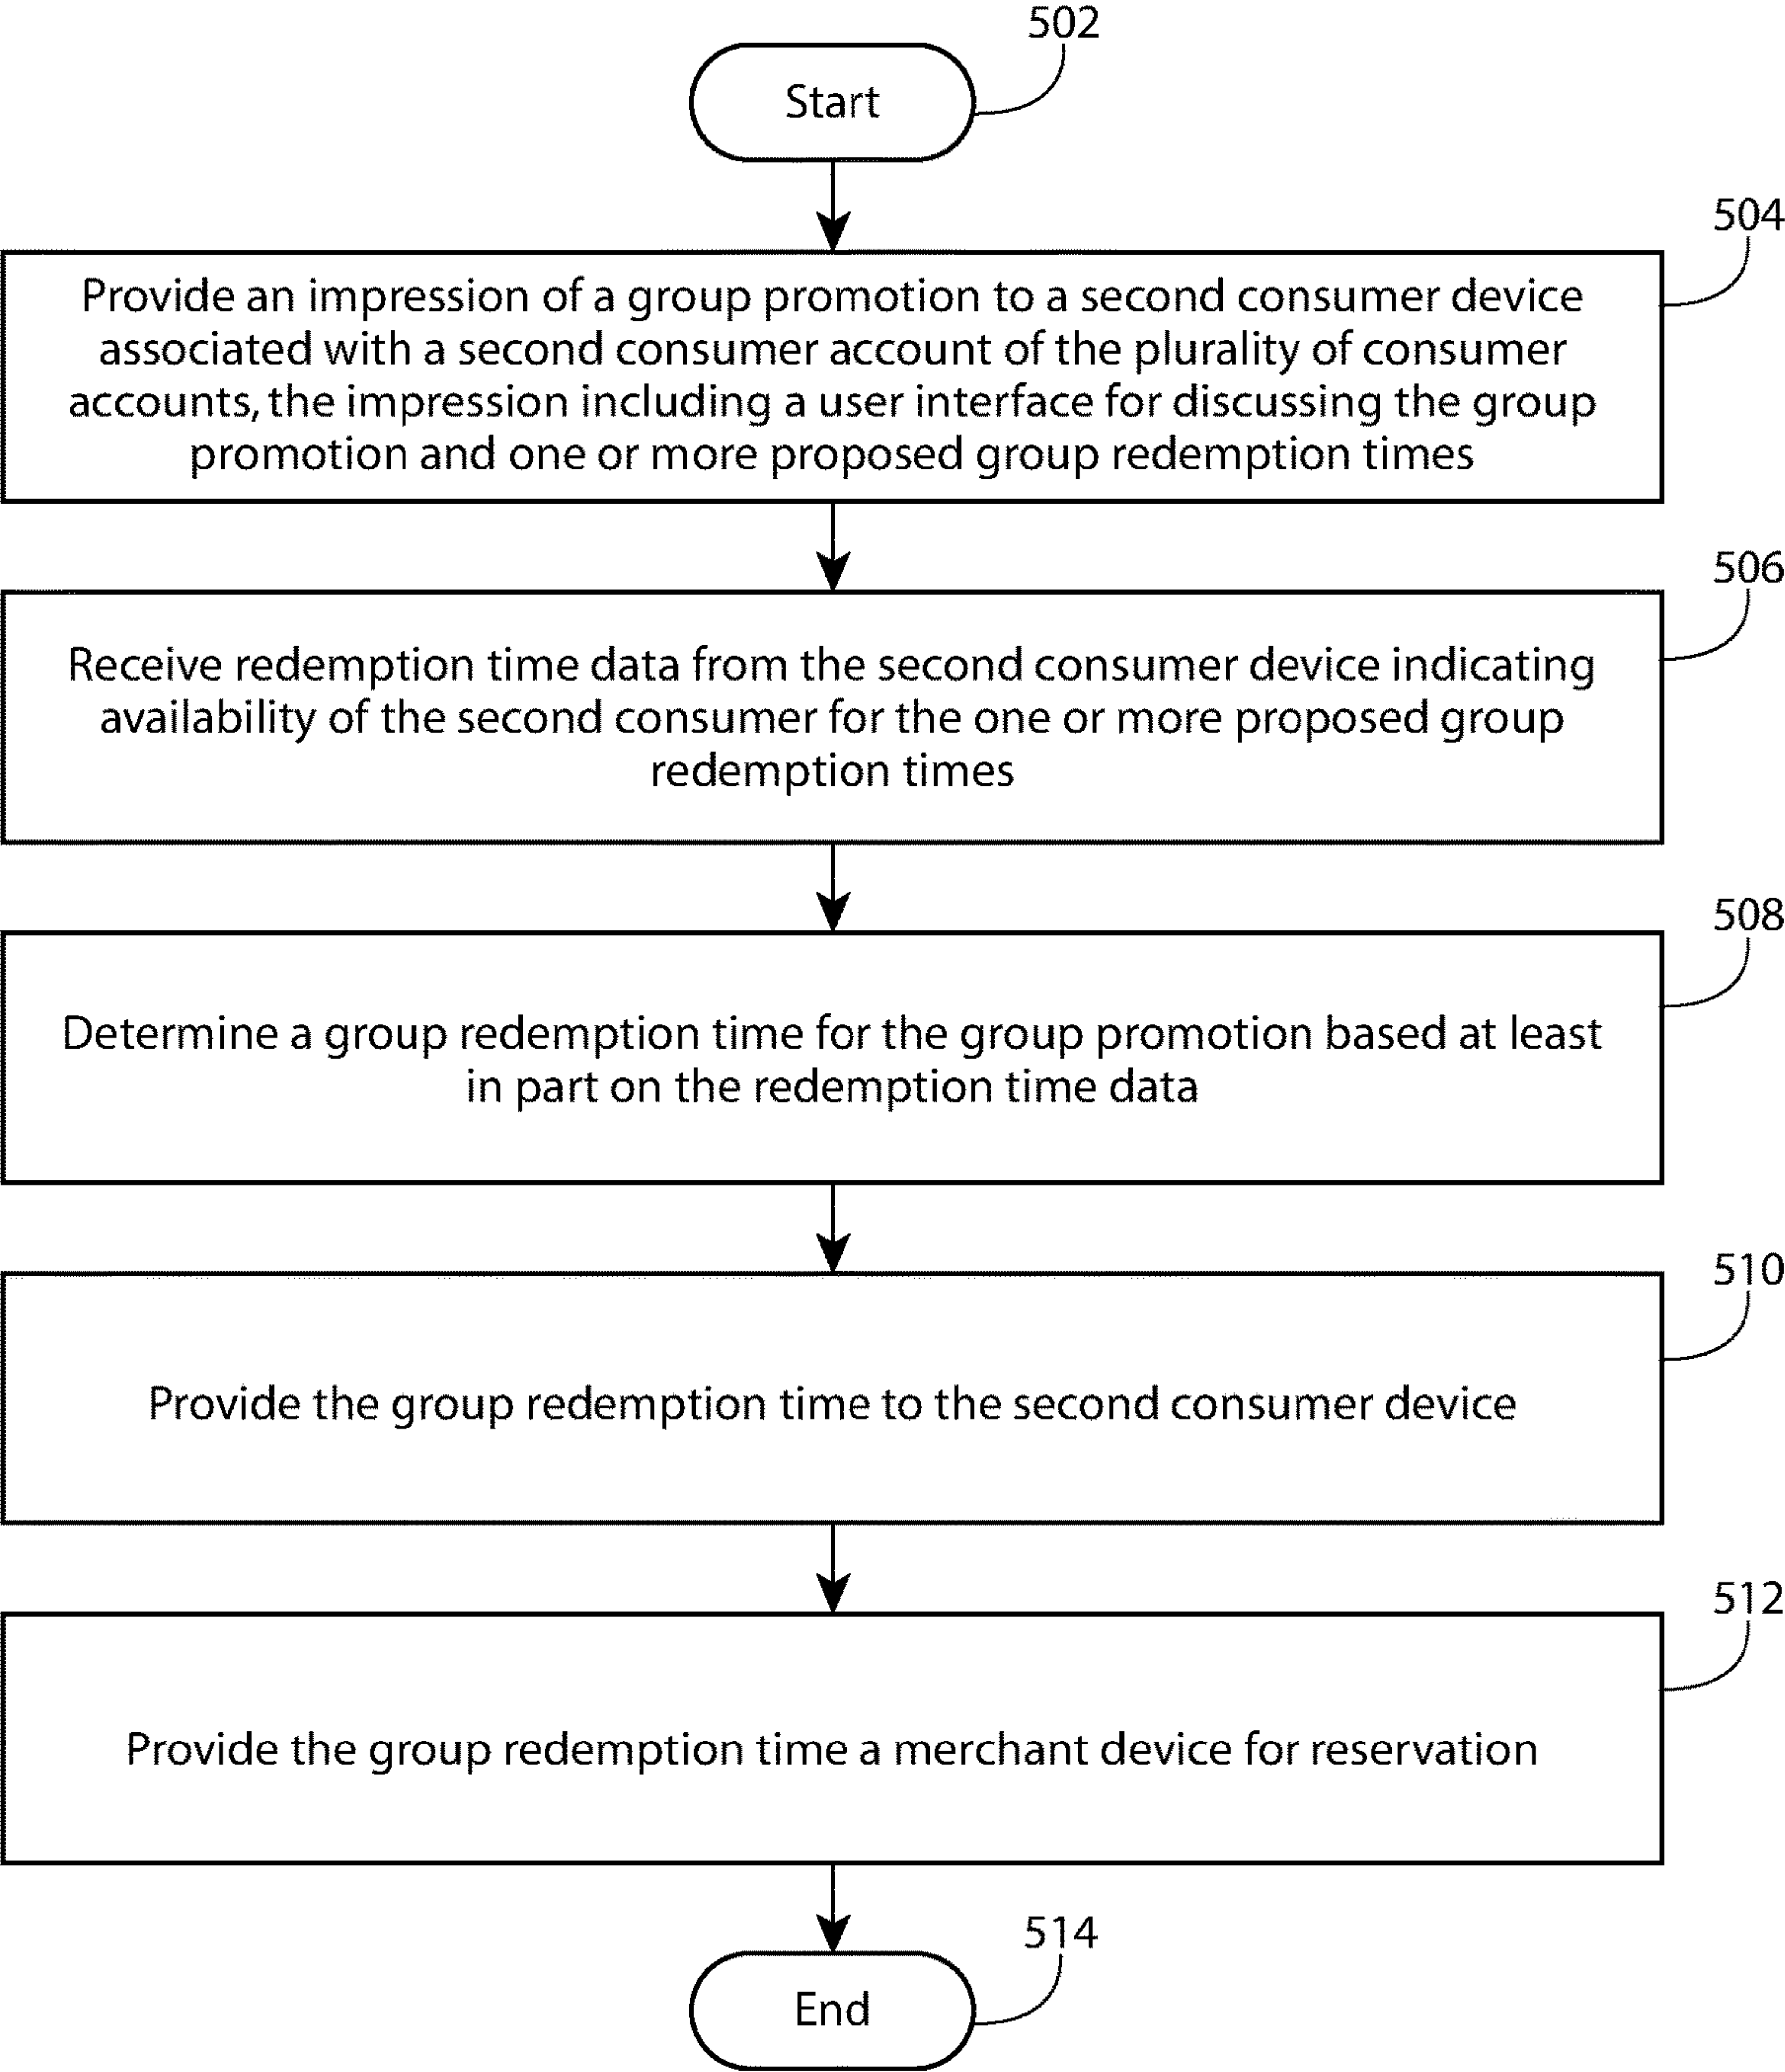 502
Start
504
Provide an impression of a group promotion to a second consumer device
associated with a second consumer account of the plurality of consumer
accounts, the impression including a user interface for discussing the group
promotion and one or more proposed group redemption times
506
Receive redemption time data from the second consumer device indicating
availability of the second consumer for the one or more proposed group
redemption times
508
Determine a group redemption time for the group promotion based at least
in part on the redemption time data
510
Provide the group redemption time to the second consumer device
512
Provide the group redemption time a merchant device for reservation
514
End